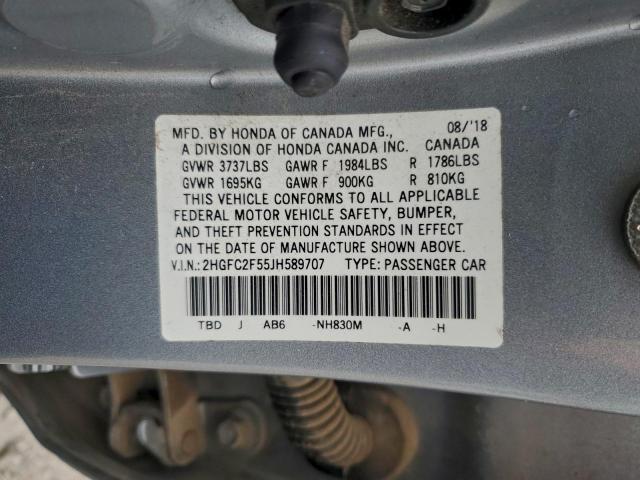 MFD. BY HONDA OF CANADA MFG., 08/'18
A DIVISION OF HONDA CANADA INC. CANADA
GVWR 3737LBS GAWR F 1984LBS R 1786LBS
GVWR 1695KG GAWR F 900KG R 810KG
THIS VEHICLE CONFORMS TO ALL APPLICABLE
FEDERAL MOTOR VEHICLE SAFETY, BUMPER,
AND THEFT PREVENTION STANDARDS IN EFFECT
ON THE DATE OF MANUFACTURE SHOWN ABOVE.
V.I.N.: 2HGFC2F55JH589707 TYPE: PASSENGER CAR
TBD J AB6 -NH830M -A -H